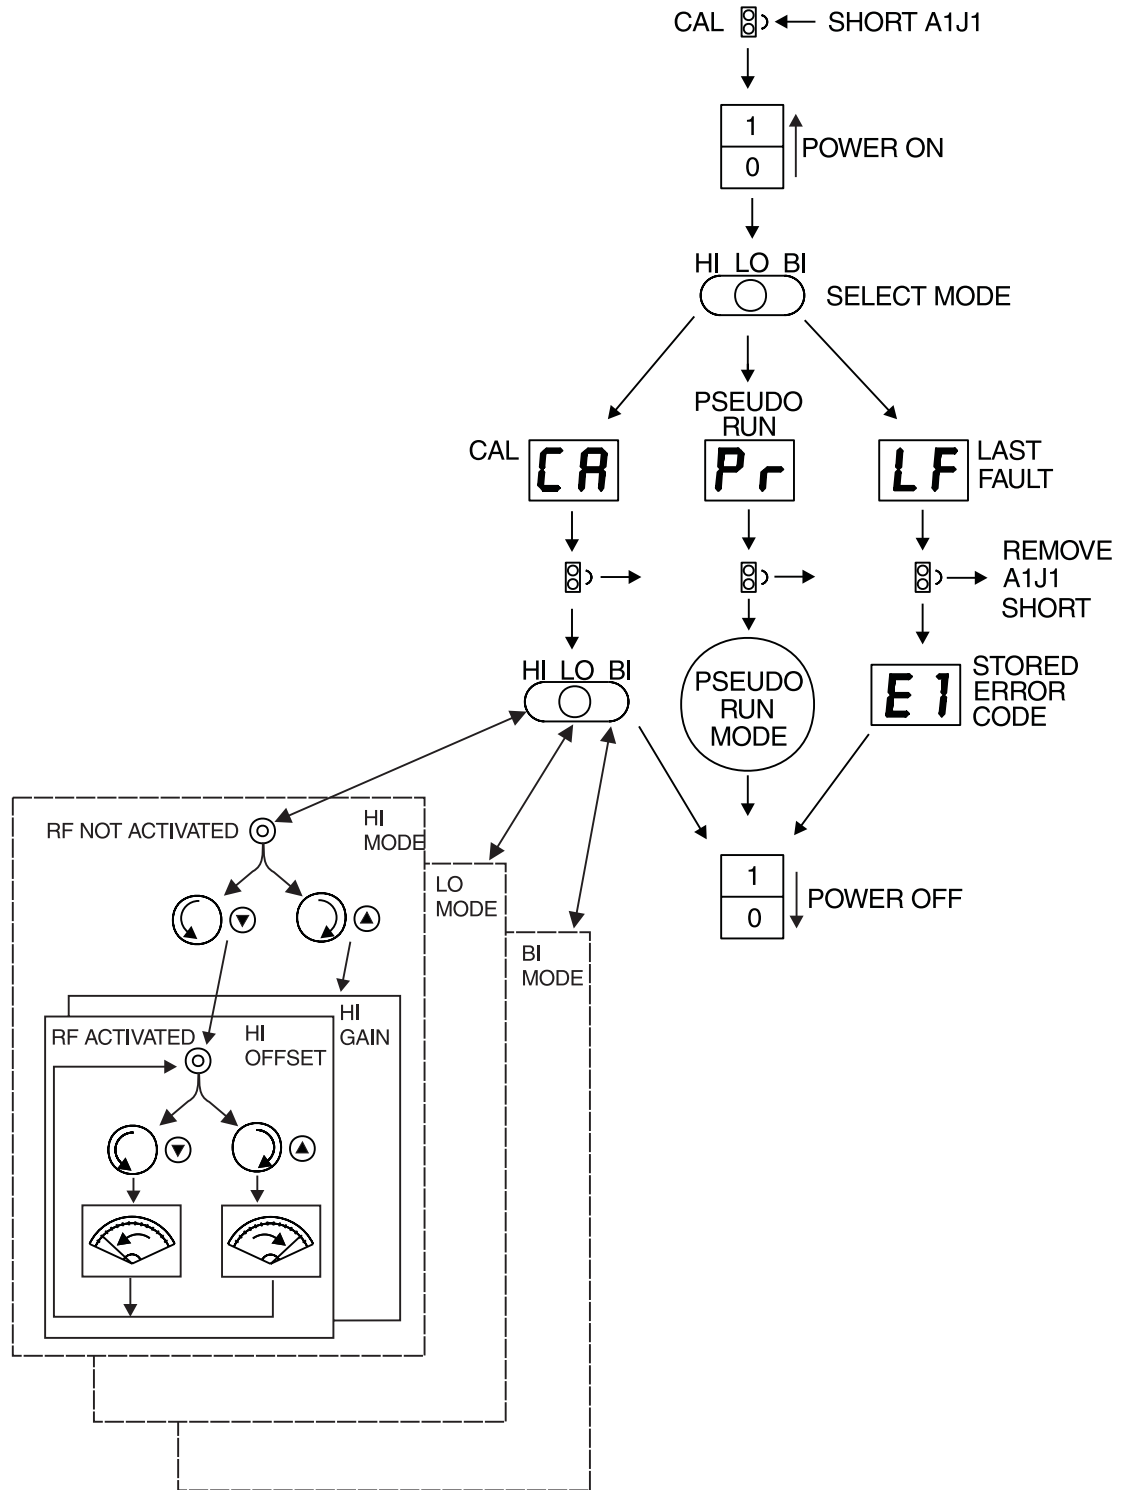 CAL SHORT A1J1
1
0
POWER ON
HI LO BI
SELECT MODE
PSEUDO
RUN
CAL
CA
Pr
LF
LAST
FAULT
REMOVE
A1J1
SHORT
HI LO BI
PSEUDO
RUN
MODE
E1
STORED
ERROR
CODE
RF NOT ACTIVATED
HI
MODE
LO
MODE
BI
MODE
1
0
POWER OFF
RF ACTIVATED
HI
OFFSET
HI
GAIN